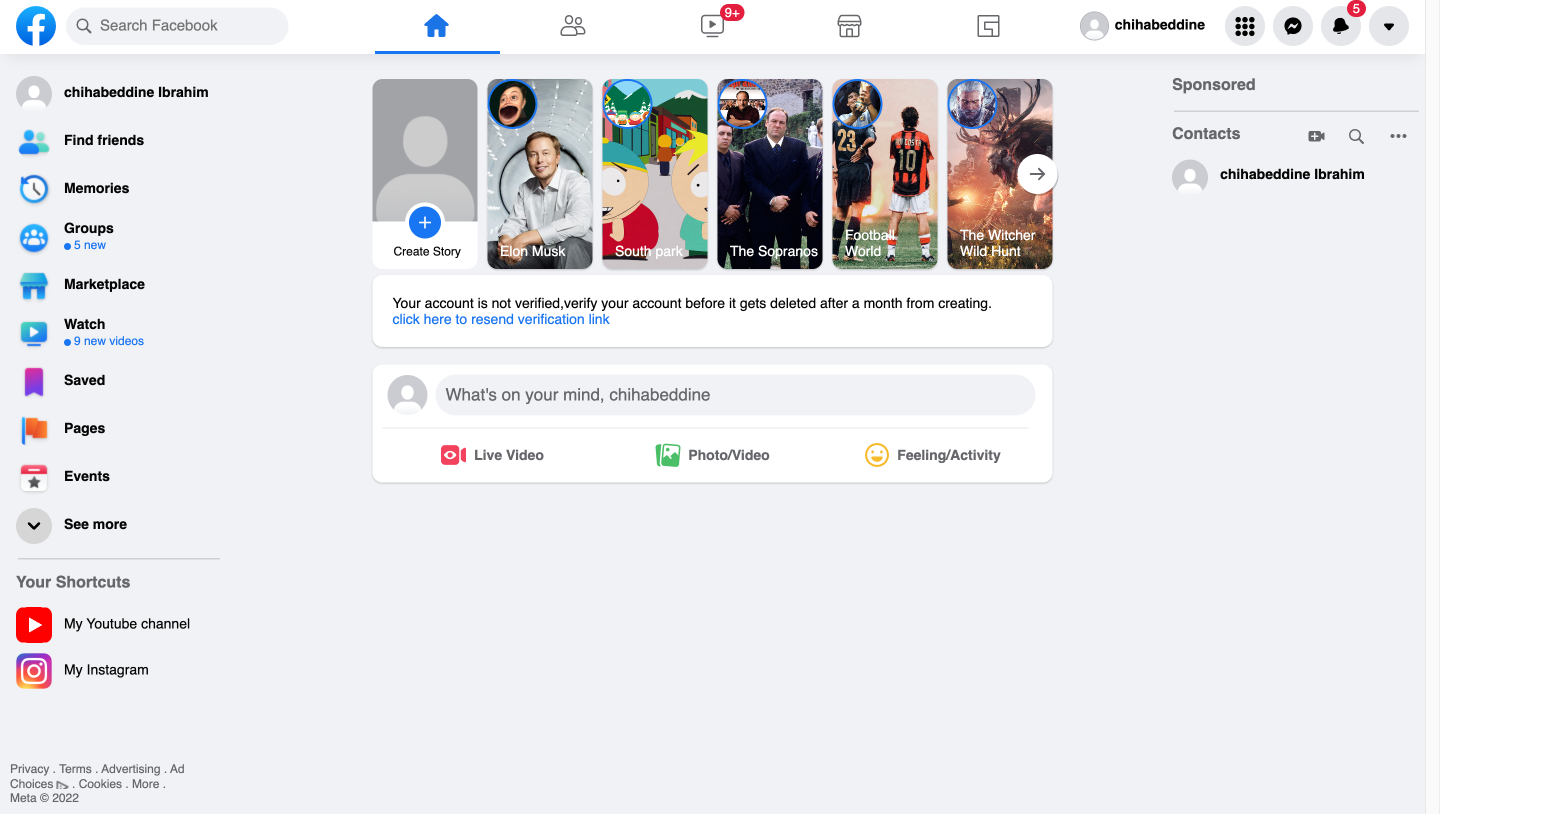 Search Facebook
9+
chihabeddine
5
chihabeddine Ibrahim
Find friends
Memories
Groups
5 new
Marketplace
Watch
9 new videos
Saved
Pages
Events
See more
Your Shortcuts
My Youtube channel
My Instagram
Privacy . Terms . Advertising . Ad
Choices . Cookies . More .
Meta © 2022
Create Story
Elon Musk
South park
The Sopranos
23
10
Football
World
The Witcher
Wild Hunt
Your account is not verified,verify your account before it gets deleted after a month from creating.
click here to resend verification link
What's on your mind, chihabeddine
Live Video
Photo/Video
Feeling/Activity
Sponsored
Contacts
chihabeddine Ibrahim